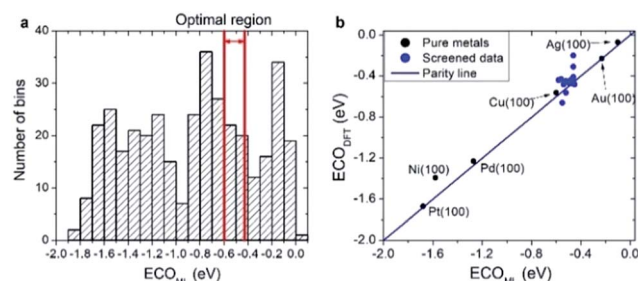 a
Optimal region
Number of bins
40
30
20
10
0
-2.0 -1.8 -1.6 -1.4 -1.2 -1.0 -0.8 -0.6 -0.4 -0.2 0.0
ECO_ML (eV)
b
Pure metals
Screened data
Parity line
Ag(100)
Cu(100)
Au(100)
Ni(100)
Pd(100)
Pt(100)
ECO_DFT (eV)
0.0
-0.4
-0.8
-1.2
-1.6
-2.0
-2.0 -1.6 -1.2 -0.8 -0.4 0.0
ECO_ML (eV)